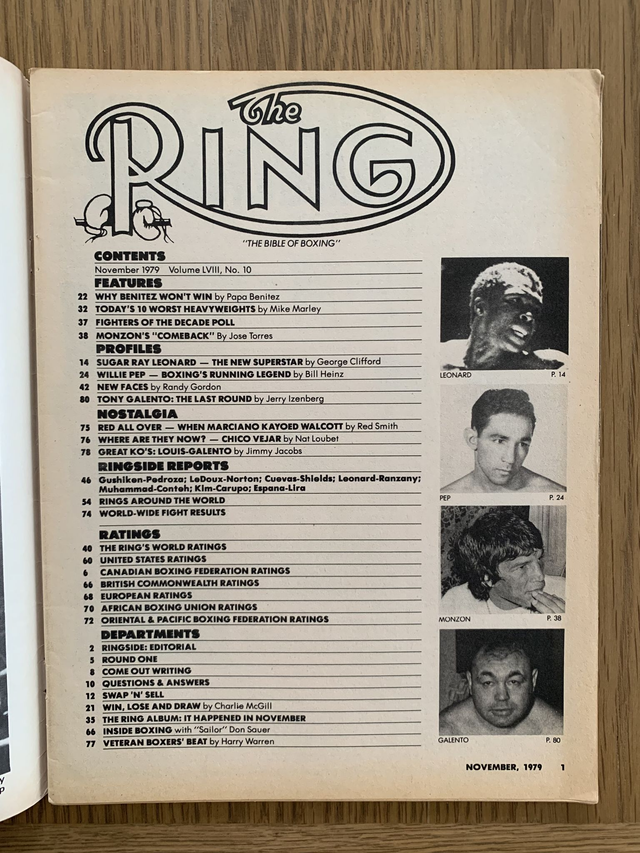 The
RING
"THE BIBLE OF BOXING"
CONTENTS
November 1979 Volume LVIII, No. 10
FEATURES
22 WHY BENITEZ WON'T WIN by Papa Benitez
32 TODAY'S 10 WORST HEAVYWEIGHTS by Mike Marley
37 FIGHTERS OF THE DECADE POLL
38 MONZON'S "COMEBACK" By Jose Torres
PROFILES
14 SUGAR RAY LEONARD — THE NEW SUPERSTAR by George Clifford
24 WILLIE PEP — BOXING'S RUNNING LEGEND by Bill Heinz
42 NEW FACES by Randy Gordon
80 TONY GALENTO: THE LAST ROUND by Jerry Izenberg
NOSTALGIA
75 RED ALL OVER — WHEN MARCIANO KAYOED WALCOTT by Red Smith
76 WHERE ARE THEY NOW? — CHICO VEJAR by Nat Loubet
78 GREAT KO'S: LOUIS-GALENTO by Jimmy Jacobs
RINGSIDE REPORTS
46 Gushiken-Pedroza; LeDoux-Norton; Cuevas-Shields; Leonard-Ranzany;
Muhammad-Conteh; Kim-Carupo; Espana-Lira
54 RINGS AROUND THE WORLD
74 WORLD-WIDE FIGHT RESULTS
RATINGS
40 THE RING'S WORLD RATINGS
60 UNITED STATES RATINGS
6 CANADIAN BOXING FEDERATION RATINGS
66 BRITISH COMMONWEALTH RATINGS
68 EUROPEAN RATINGS
70 AFRICAN BOXING UNION RATINGS
72 ORIENTAL & PACIFIC BOXING FEDERATION RATINGS
DEPARTMENTS
2 RINGSIDE: EDITORIAL
5 ROUND ONE
8 COME OUT WRITING
10 QUESTIONS & ANSWERS
12 SWAP 'N' SELL
21 WIN, LOSE AND DRAW by Charlie McGill
35 THE RING ALBUM: IT HAPPENED IN NOVEMBER
66 INSIDE BOXING with "Sailor" Don Sauer
77 VETERAN BOXERS' BEAT by Harry Warren
LEONARD P. 14
PEP P. 24
MONZON P. 38
GALENTO P. 80
NOVEMBER, 1979 1
Y
P